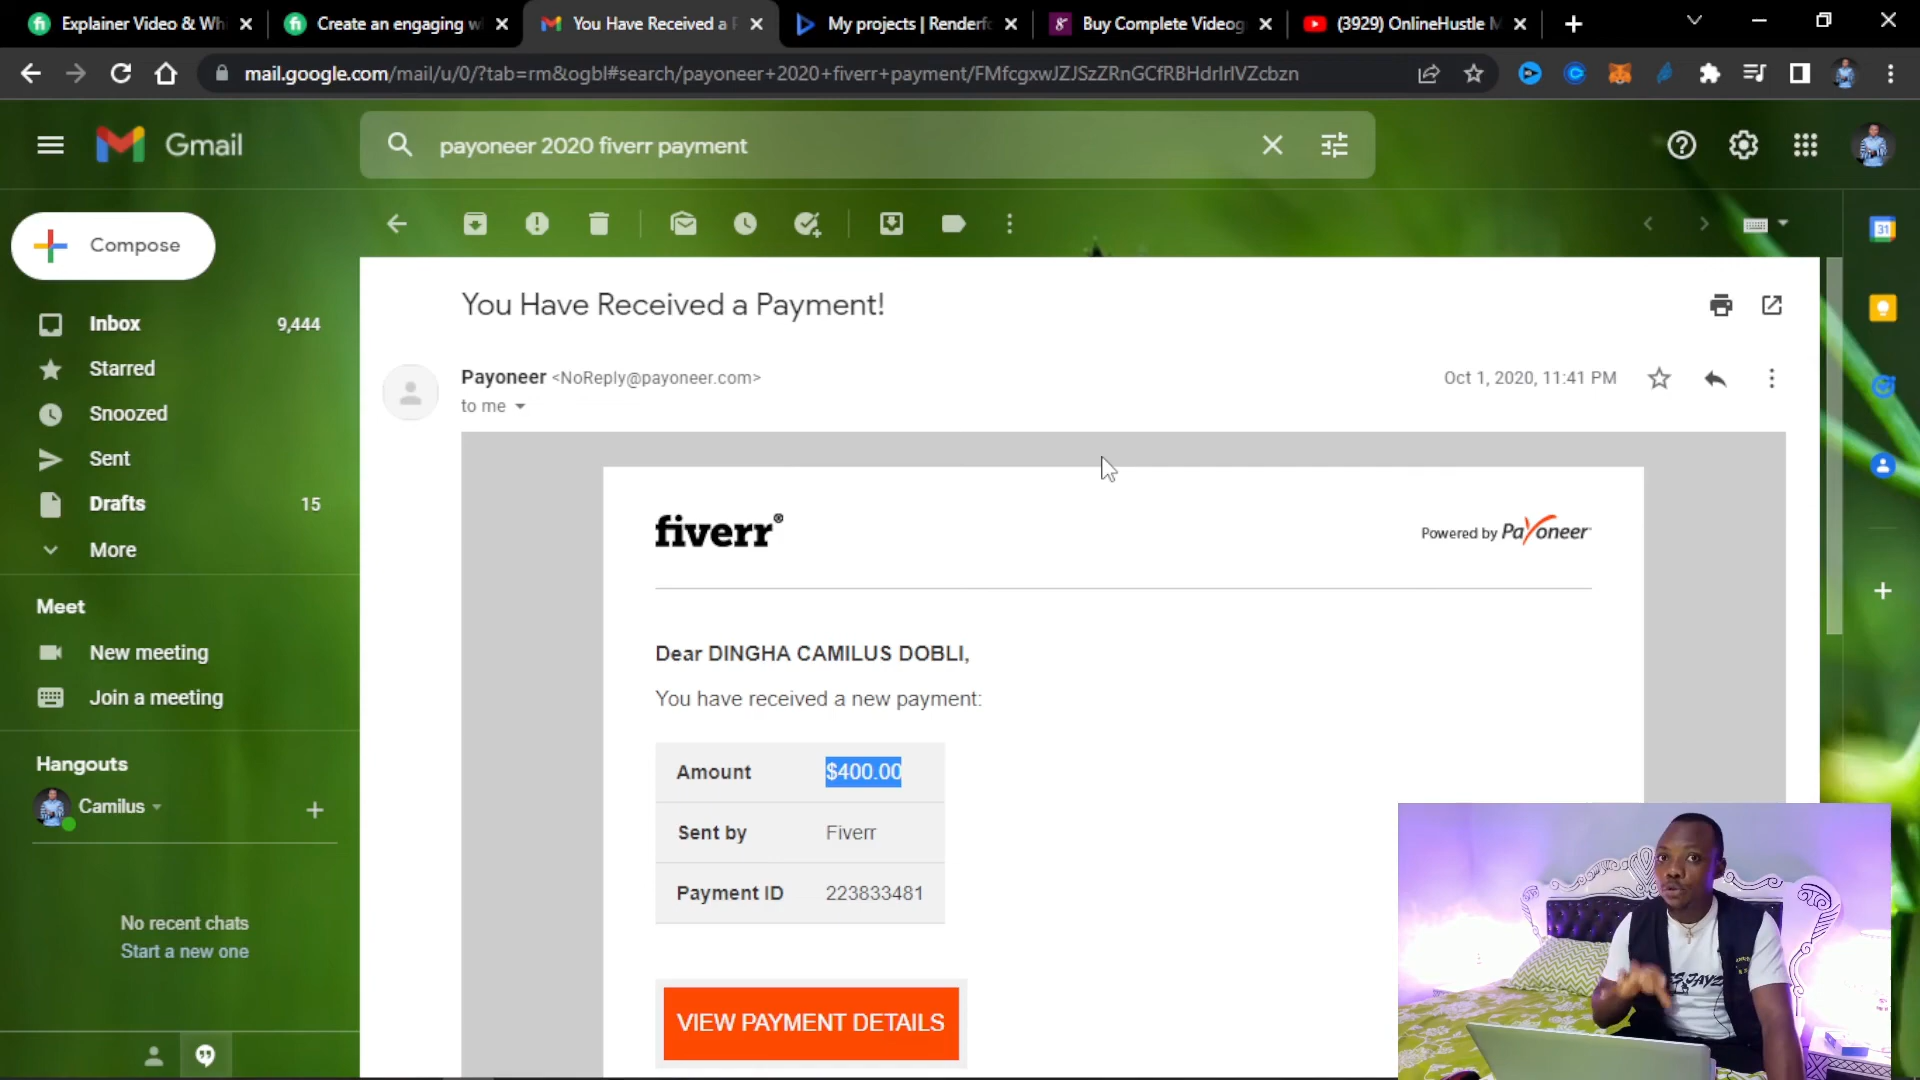 Explainer Video & Wh
Create an engaging w
You Have Received a P
My projects | Renderfo
Buy Complete Videog
(3929) OnlineHustle M
mail.google.com/mail/u/0/?tab=rm&ogbl#search/payoneer+2020+fiverr+payment/FMfcgxwJZJSzZRnGCfRBHdrIrlVZcbzn
Gmail
payoneer 2020 fiverr payment
Compose
Inbox 9,444
Starred
Snoozed
Sent
Drafts 15
More
Meet
New meeting
Join a meeting
Hangouts
Camilus
No recent chats
Start a new one
You Have Received a Payment!
Payoneer <NoReply@payoneer.com>
Oct 1, 2020, 11:41 PM
to me
fiverr®
Powered by Payoneer
Dear DINGHA CAMILUS DOBLI,
You have received a new payment:
Amount $400.00
Sent by Fiverr
Payment ID 223833481
VIEW PAYMENT DETAILS
31